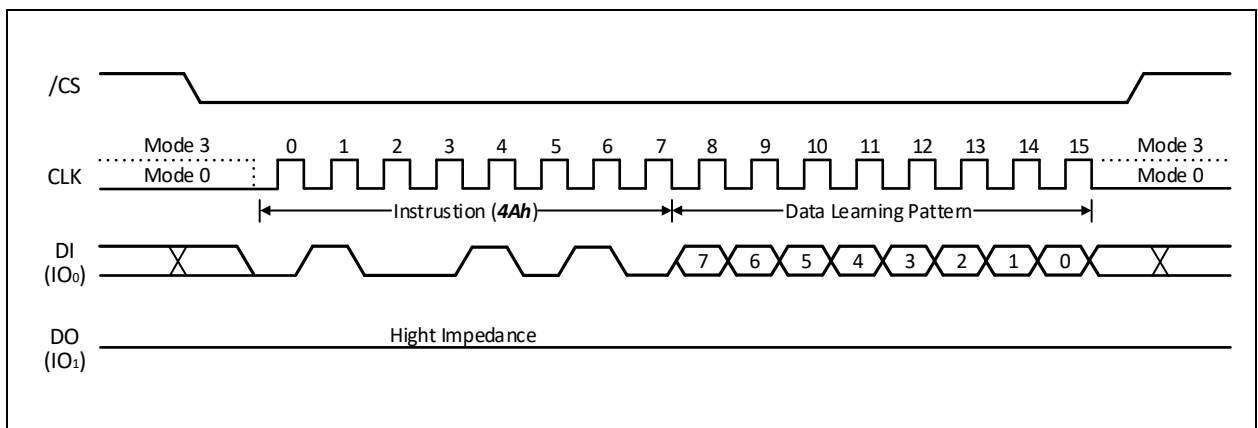 /CS
Mode 3 0 1 2 3 4 5 6 7 8 9 10 11 12 13 14 15 Mode 3
CLK Mode 0 Mode 0
Instrustion (4Ah) Data Learning Pattern
DI
(IO₀) 7 6 5 4 3 2 1 0
DO Hight Impedance
(IO₁)